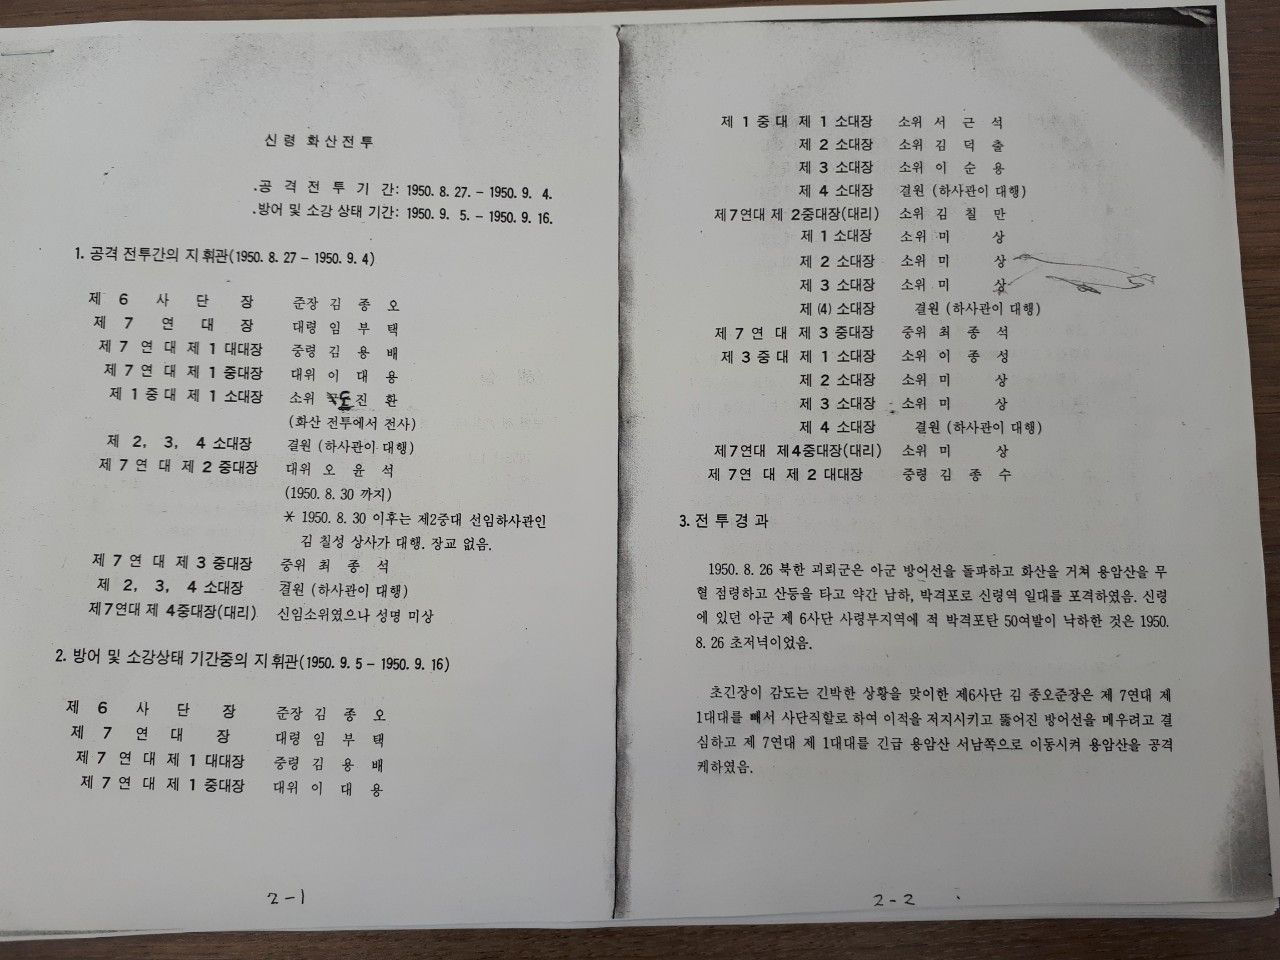 신령 화산전투
.공 격 전 투 기 간: 1950. 8. 27. - 1950. 9. 4.
.방어 및 소강 상태 기간: 1950. 9. 5. - 1950. 9. 16.
1. 공격 전투간의 지휘관(1950. 8. 27 - 1950. 9. 4)
제 6 사 단 장 준장 김 종 오
제 7 연 대 장 대령 임 부 택
제 7 연 대 제 1 대대장 중령 김 용 배
제 7 연 대 제 1 중대장 대위 이 대 용
제 1 중 대 제 1 소대장 소위 도 진 환
(화산 전투에서 전사)
제 2, 3, 4 소대장 결원 (하사관이 대행)
제 7 연 대 제 2 중대장 대위 오 윤 석
(1950. 8. 30 까지)
* 1950. 8. 30 이후는 제2중대 선임하사관인
김 칠성 상사가 대행. 장교 없음.
제 7 연 대 제 3 중대장 중위 최 종 석
제 2, 3, 4 소대장 결원 (하사관이 대행)
제7연대 제 4중대장(대리) 신임소위였으나 성명 미상
2. 방어 및 소강상태 기간중의 지휘관(1950. 9. 5 - 1950. 9. 16)
제 6 사 단 장 준장 김 종 오
제 7 연 대 장 대령 임 부 택
제 7 연 대 제 1 대대장 중령 김 용 배
제 7 연 대 제 1 중대장 대위 이 대 용
2-1
제 1 중 대 제 1 소대장 소위 서 근 석
제 2 소대장 소위 김 덕 출
제 3 소대장 소위 이 순 용
제 4 소대장 결원 (하사관이 대행)
제7연대 제 2중대장(대리) 소위 김 칠 만
제 1 소대장 소위 미 상
제 2 소대장 소위 미 상
제 3 소대장 소위 미 상
제 (4) 소대장 결원 (하사관이 대행)
제 7 연 대 제 3 중대장 중위 최 종 석
제 3 중 대 제 1 소대장 소위 이 종 성
제 2 소대장 소위 미 상
제 3 소대장 소위 미 상
제 4 소대장 결원 (하사관이 대행)
제7연대 제4중대장(대리) 소위 미 상
제 7 연 대 제 2 대대장 중령 김 종 수
3. 전 투 경 과
1950. 8. 26 북한 괴뢰군은 아군 방어선을 돌파하고 화산을 거쳐 용암산을 무
혈 점령하고 산등을 타고 약간 남하, 박격포로 신령역 일대를 포격하였음. 신령
에 있던 아군 제 6사단 사령부지역에 적 박격포탄 50여발이 낙하한 것은 1950.
8. 26 초저녁이었음.
초긴장이 감도는 긴박한 상황을 맞이한 제6사단 김 종오준장은 제 7연대 제
1대대를 빼서 사단직할로 하여 이적을 저지시키고 뚫어진 방어선을 메우려고 결
심하고 제 7연대 제 1대대를 긴급 용암산 서남쪽으로 이동시켜 용암산을 공격
케하였음.
2-2